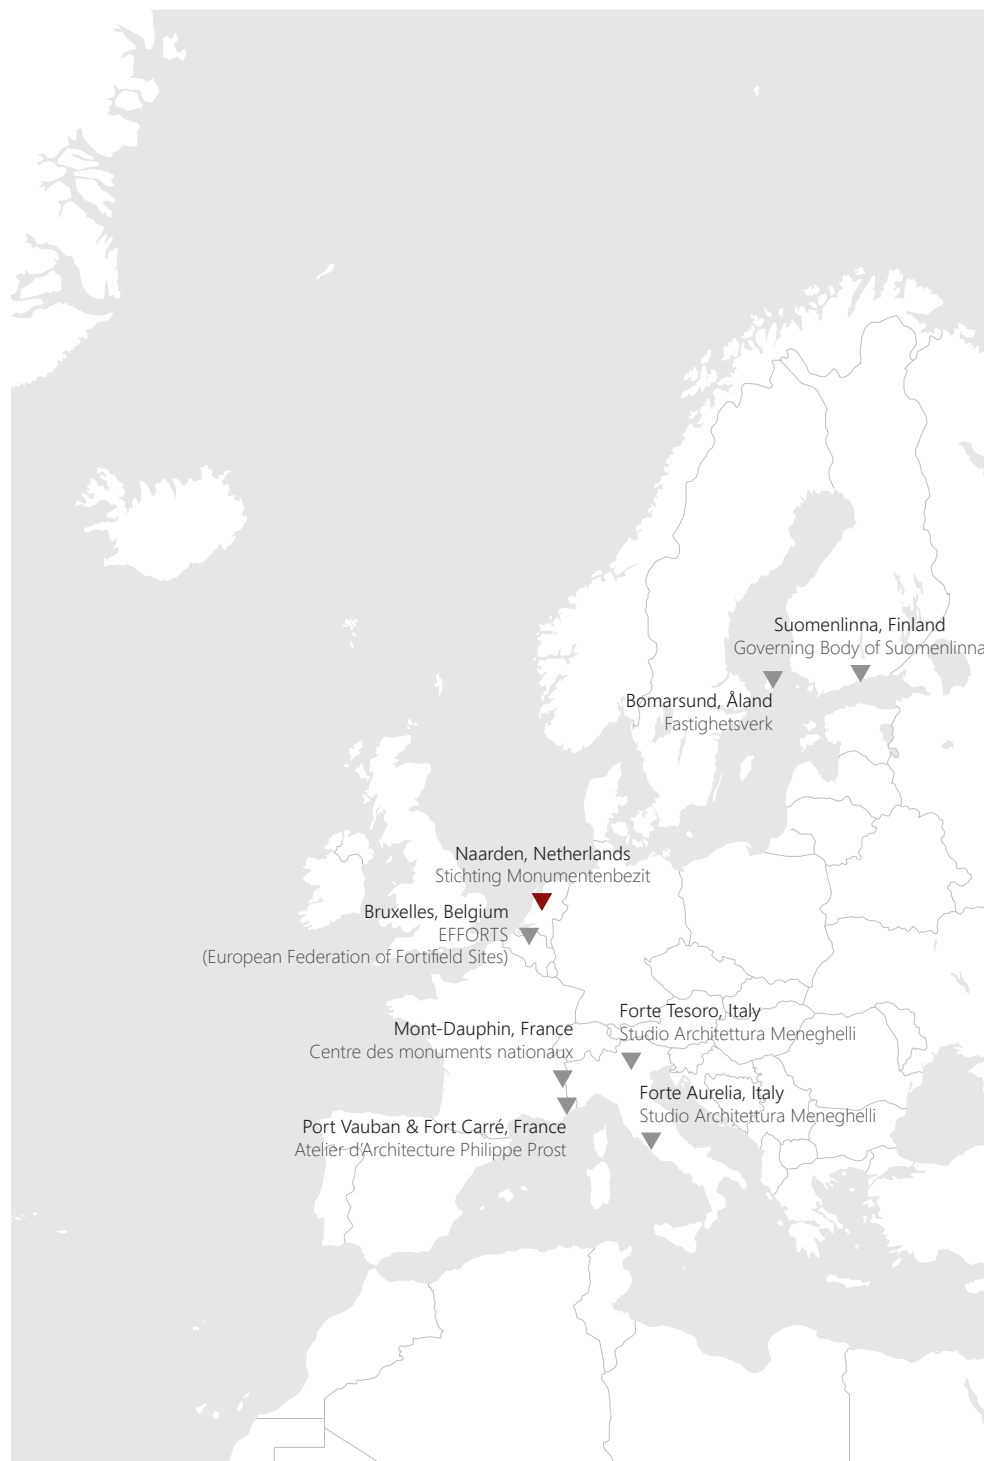 Suomenlinna, Finland
Governing Body of Suomenlinna
Bomarsund, Åland
Fastighetsverk
Naarden, Netherlands
Stichting Monumentenbezit
Bruxelles, Belgium
EFFORTS
(European Federation of Fortifield Sites)
Forte Tesoro, Italy
Studio Architettura Meneghelli
Mont-Dauphin, France
Centre des monuments nationaux
Forte Aurelia, Italy
Studio Architettura Meneghelli
Port Vauban & Fort Carré, France
Atelier d'Architecture Philippe Prost